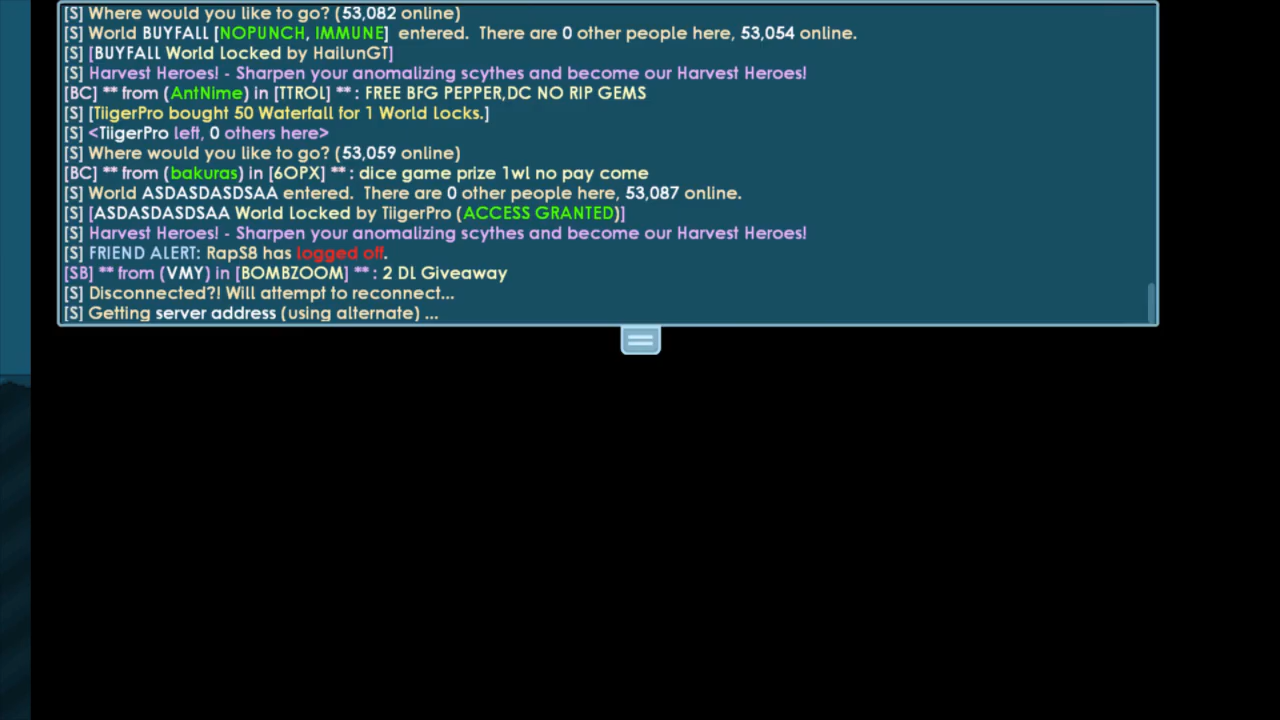 [S] Where would you like to go? (53,082 online)
[S] World BUYFALL [NOPUNCH, IMMUNE]  entered.  There are 0 other people here, 53,054 online.
[S] [BUYFALL World Locked by HailunGT]
[S] Harvest Heroes! - Sharpen your anomalizing scythes and become our Harvest Heroes!
[BC] ** from (AntNime) in [TTROL] ** : FREE BFG PEPPER,DC NO RIP GEMS
[S] [TiigerPro bought 50 Waterfall for 1 World Locks.]
[S] <TiigerPro left, 0 others here>
[S] Where would you like to go? (53,059 online)
[BC] ** from (bakuras) in [6OPX] ** : dice game prize 1wl no pay come
[S] World ASDASDASDSAA entered.  There are 0 other people here, 53,087 online.
[S] [ASDASDASDSAA World Locked by TiigerPro (ACCESS GRANTED)]
[S] Harvest Heroes! - Sharpen your anomalizing scythes and become our Harvest Heroes!
[S] FRIEND ALERT: RapS8 has logged off.
[SB] ** from (VMY) in [BOMBZOOM] ** : 2 DL Giveaway
[S] Disconnected?! Will attempt to reconnect...
[S] Getting server address (using alternate) ...